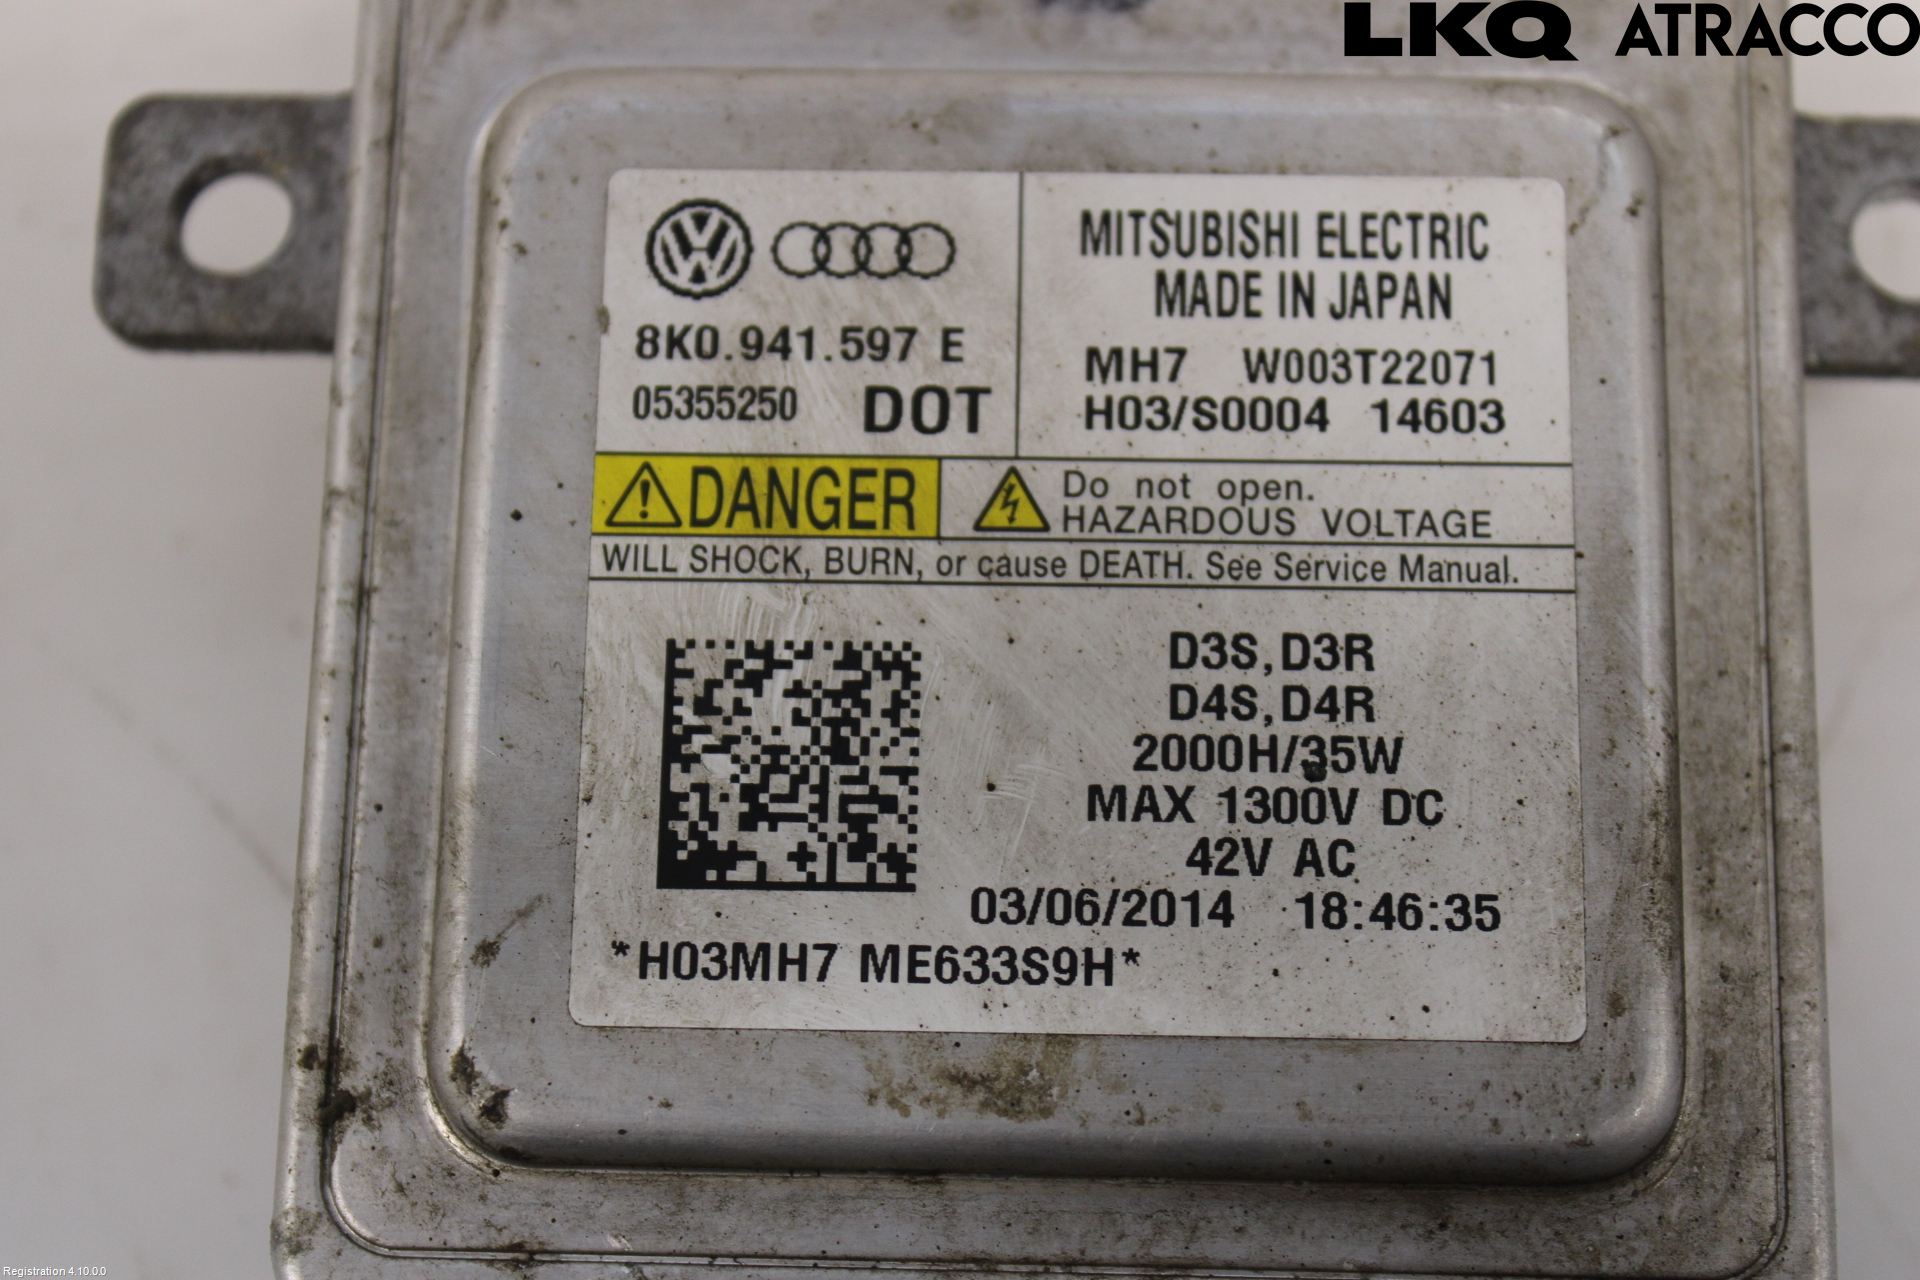 LKQ ATRACCO
8K0.941.597 E
05355250 DOT
MITSUBISHI ELECTRIC
MADE IN JAPAN
MH7 W003T22071
H03/S0004 14603
DANGER
Do not open.
HAZARDOUS VOLTAGE
WILL SHOCK, BURN, or cause DEATH. See Service Manual.
D3S,D3R
D4S,D4R
2000H/35W
MAX 1300V DC
42V AC
03/06/2014 18:46:35
*H03MH7 ME633S9H*
Registration 4.10.0.0